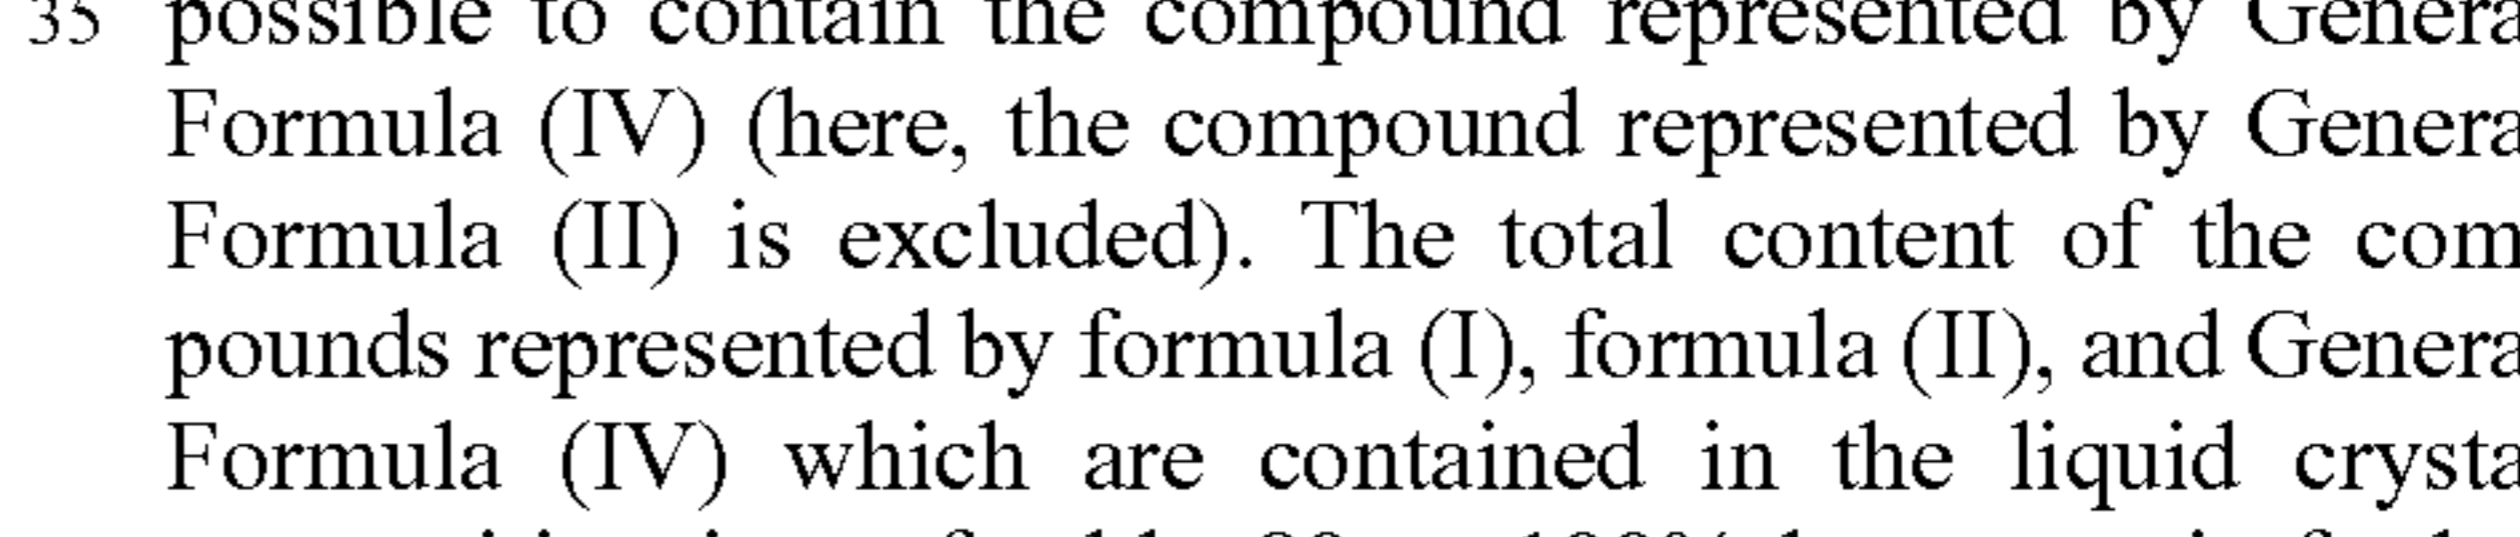 35 possible to contain the compound represented by Genera
Formula (IV) (here, the compound represented by Genera
Formula (II) is excluded). The total content of the com
pounds represented by formula (I), formula (II), and Genera
Formula (IV) which are contained in the liquid crysta